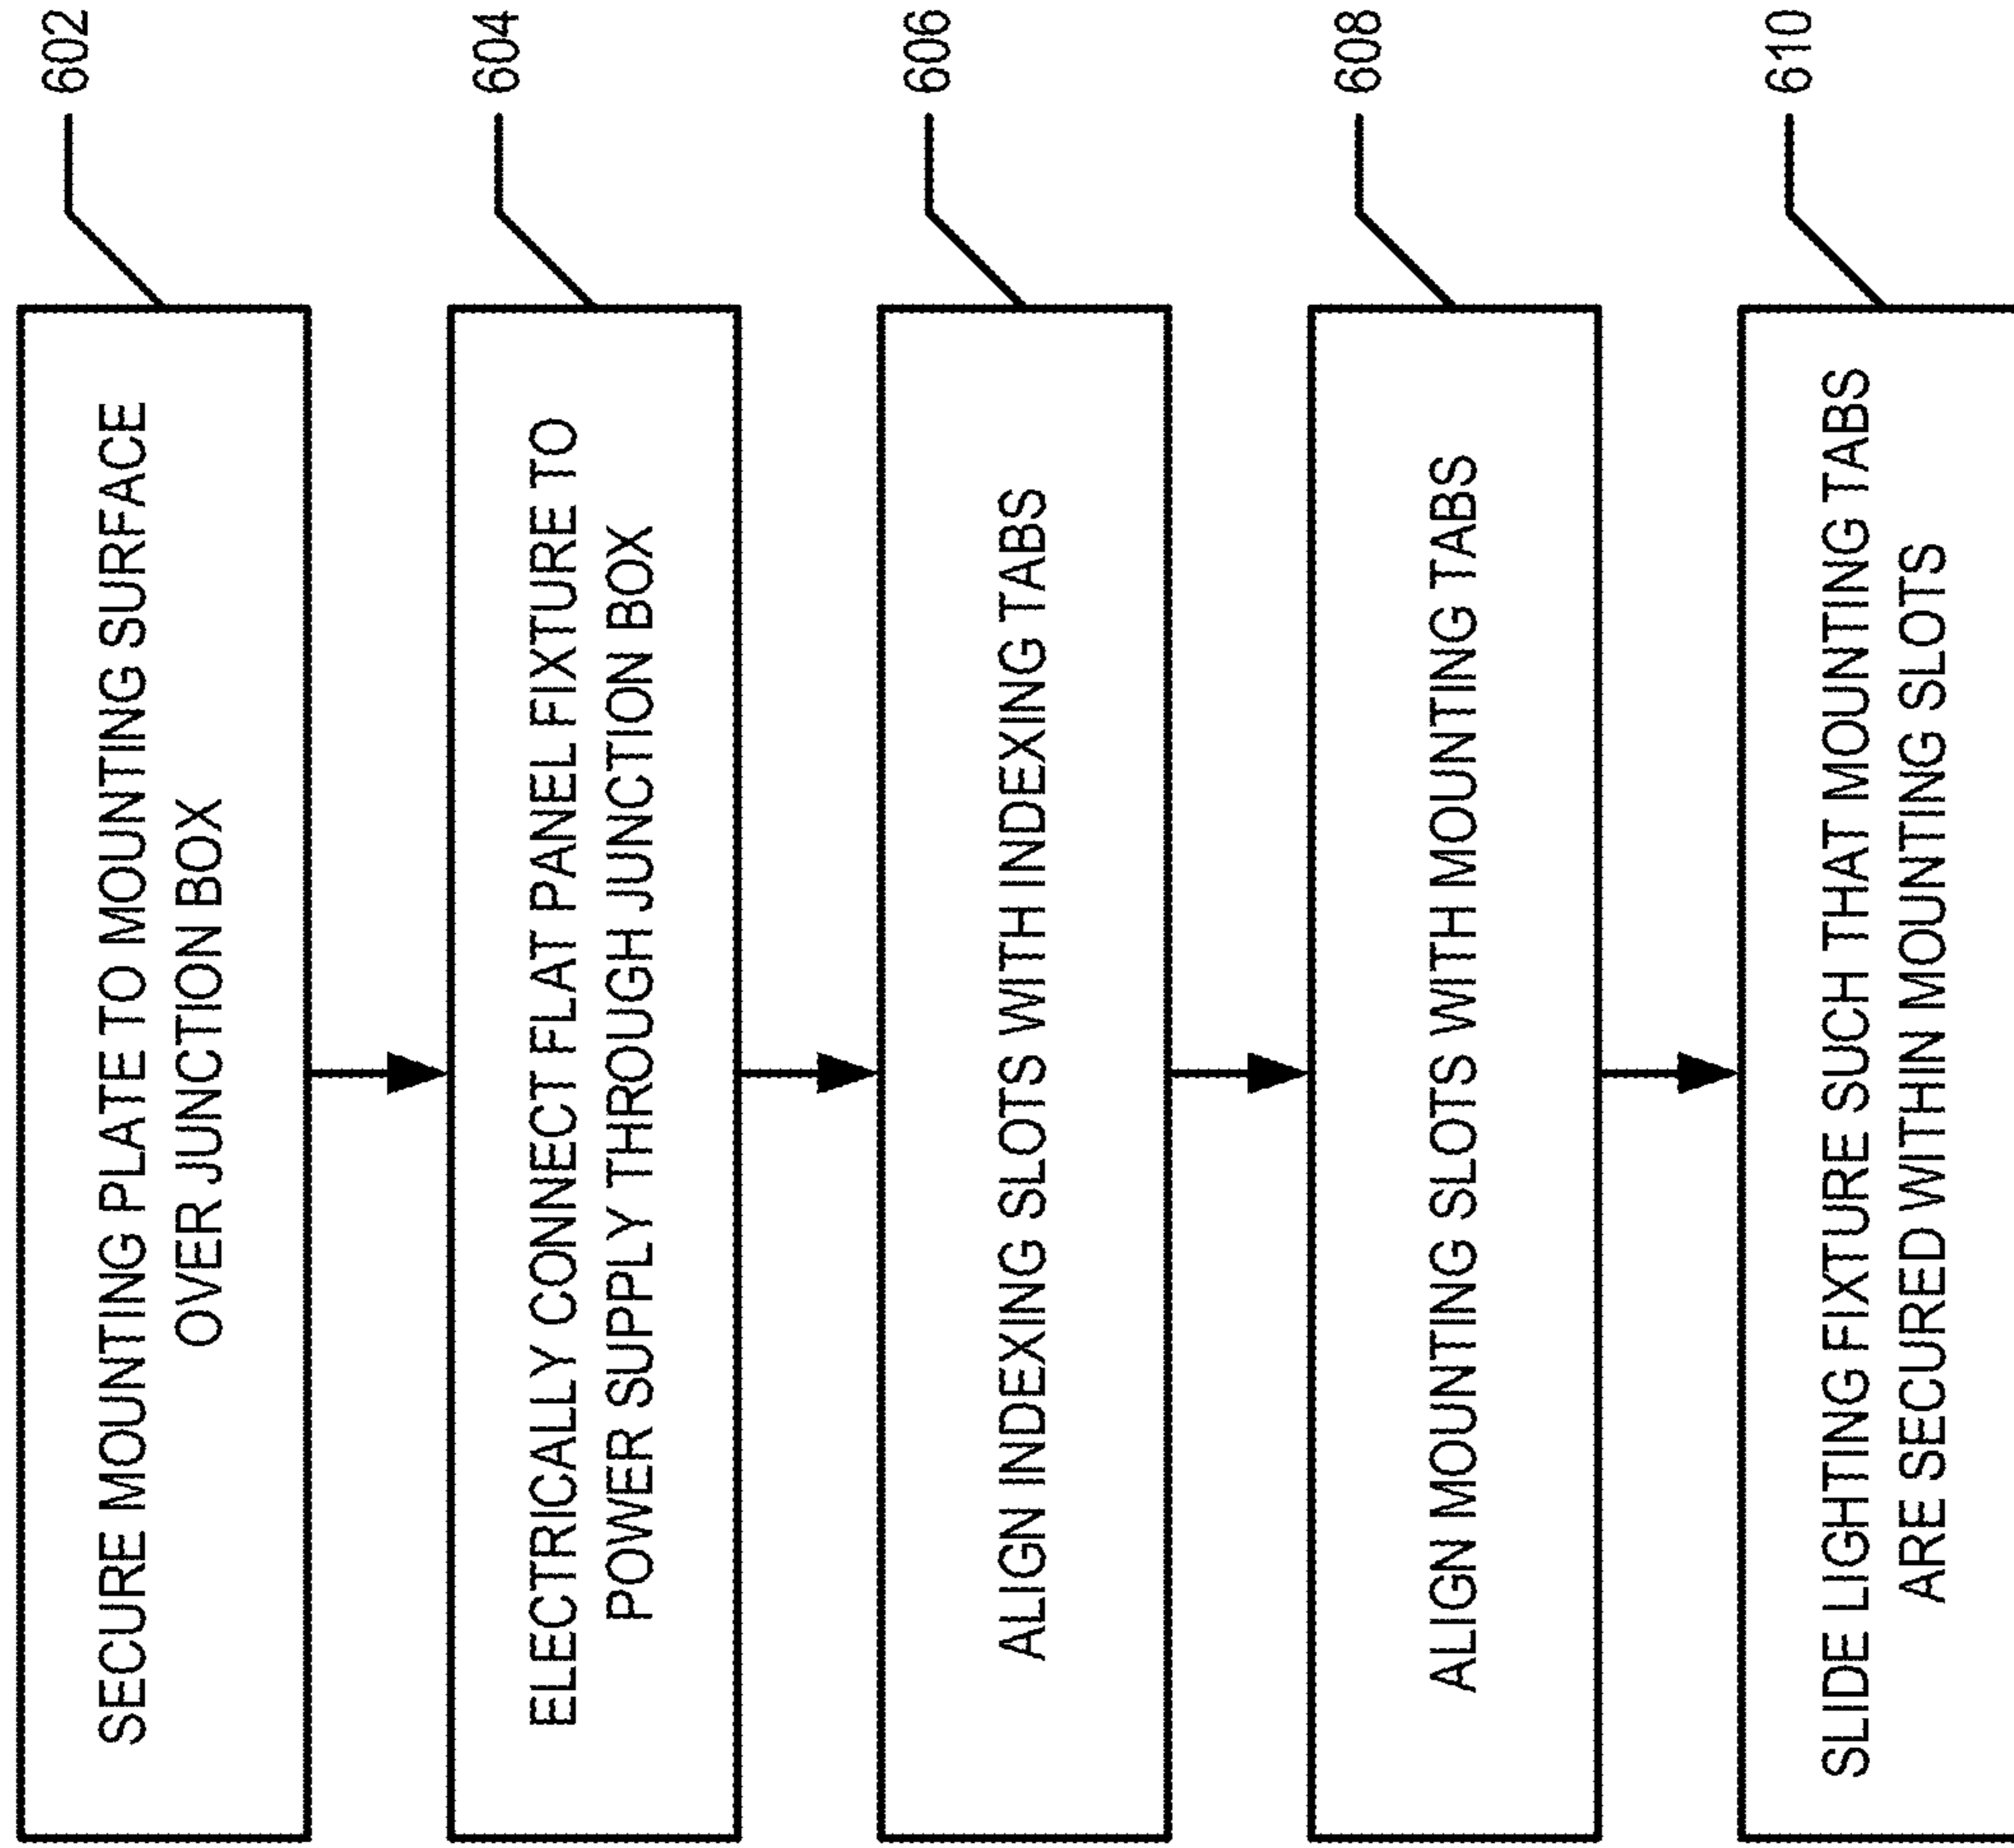 602
SECURE MOUNTING PLATE TO MOUNTING SURFACE
OVER JUNCTION BOX
604
ELECTRICALLY CONNECT FLAT PANEL FIXTURE TO
POWER SUPPLY THROUGH JUNCTION BOX
606
ALIGN INDEXING SLOTS WITH INDEXING TABS
608
ALIGN MOUNTING SLOTS WITH MOUNTING TABS
610
SLIDE LIGHTING FIXTURE SUCH THAT MOUNTING TABS
ARE SECURED WITHIN MOUNTING SLOTS